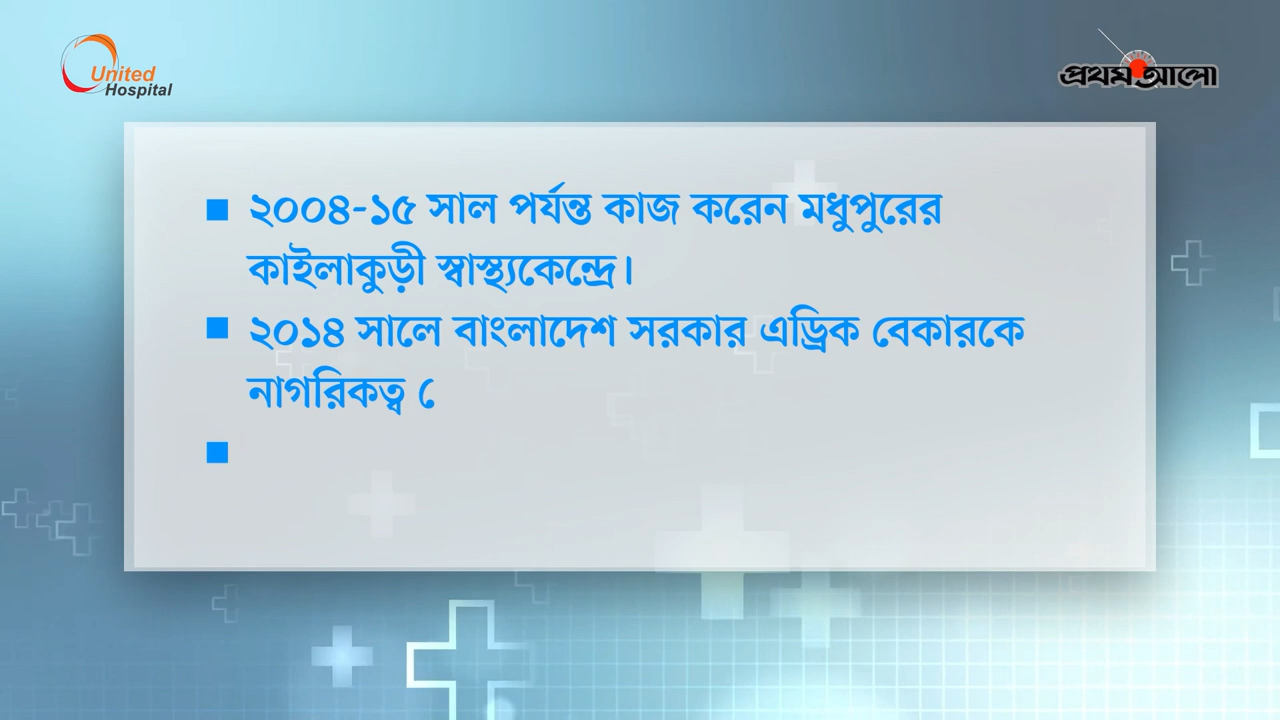 United
Hospital
প্রথম আলো
২০০৪-১৫ সাল পর্যন্ত কাজ করেন মধুপুরের
কাইলাকুড়ী স্বাস্থ্যকেন্দ্রে।
২০১৪ সালে বাংলাদেশ সরকার এড্রিক বেকারকে
নাগরিকত্ব ে